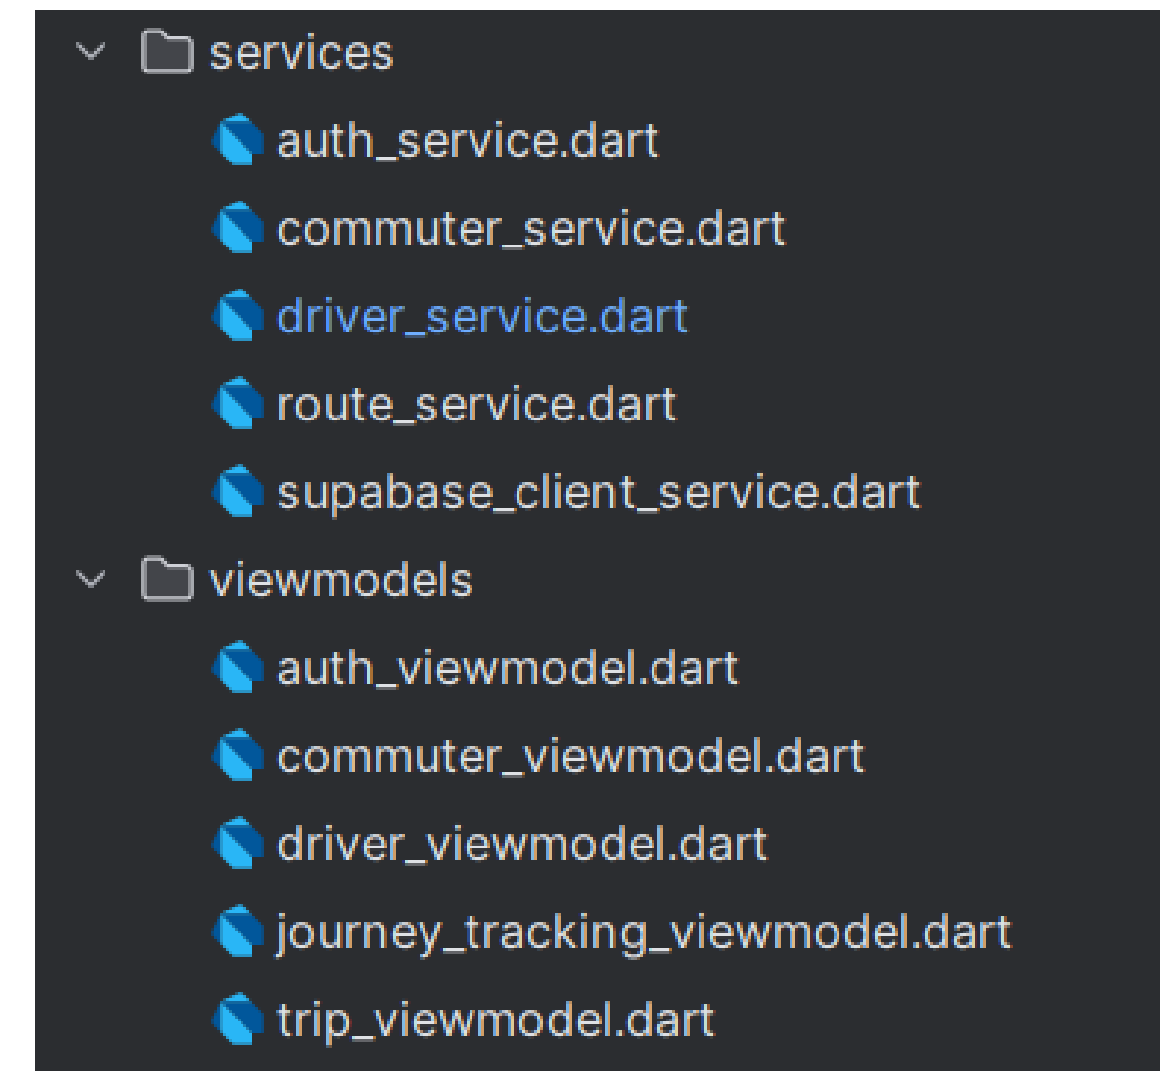 services
auth_service.dart
commuter_service.dart
driver_service.dart
route_service.dart
supabase_client_service.dart
viewmodels
auth_viewmodel.dart
commuter_viewmodel.dart
driver_viewmodel.dart
journey_tracking_viewmodel.dart
trip_viewmodel.dart